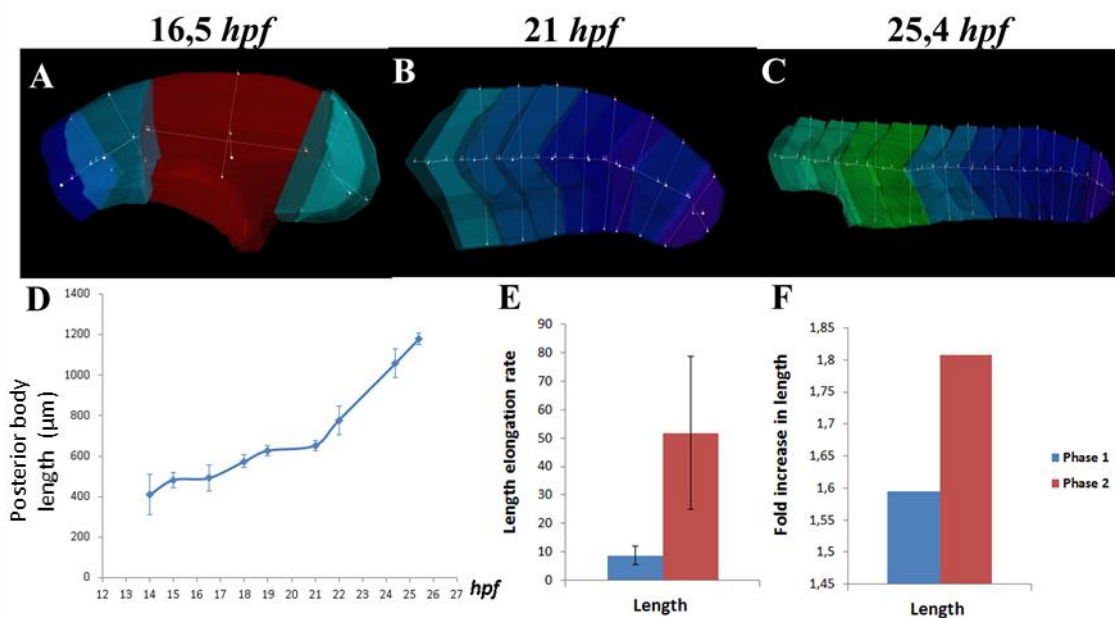 16,5 hpf
21 hpf
25,4 hpf
A
B
C
D
Posterior body
length (μm)
1400
1200
1000
800
600
400
200
0
12 13 14 15 16 17 18 19 20 21 22 23 24 25 26 27
hpf
E
Length elongation rate
90
80
70
60
50
40
30
20
10
0
Length
F
Fold increase in length
1,85
1,8
1,75
1,7
1,65
1,6
1,55
1,5
1,45
Length
Phase 1
Phase 2